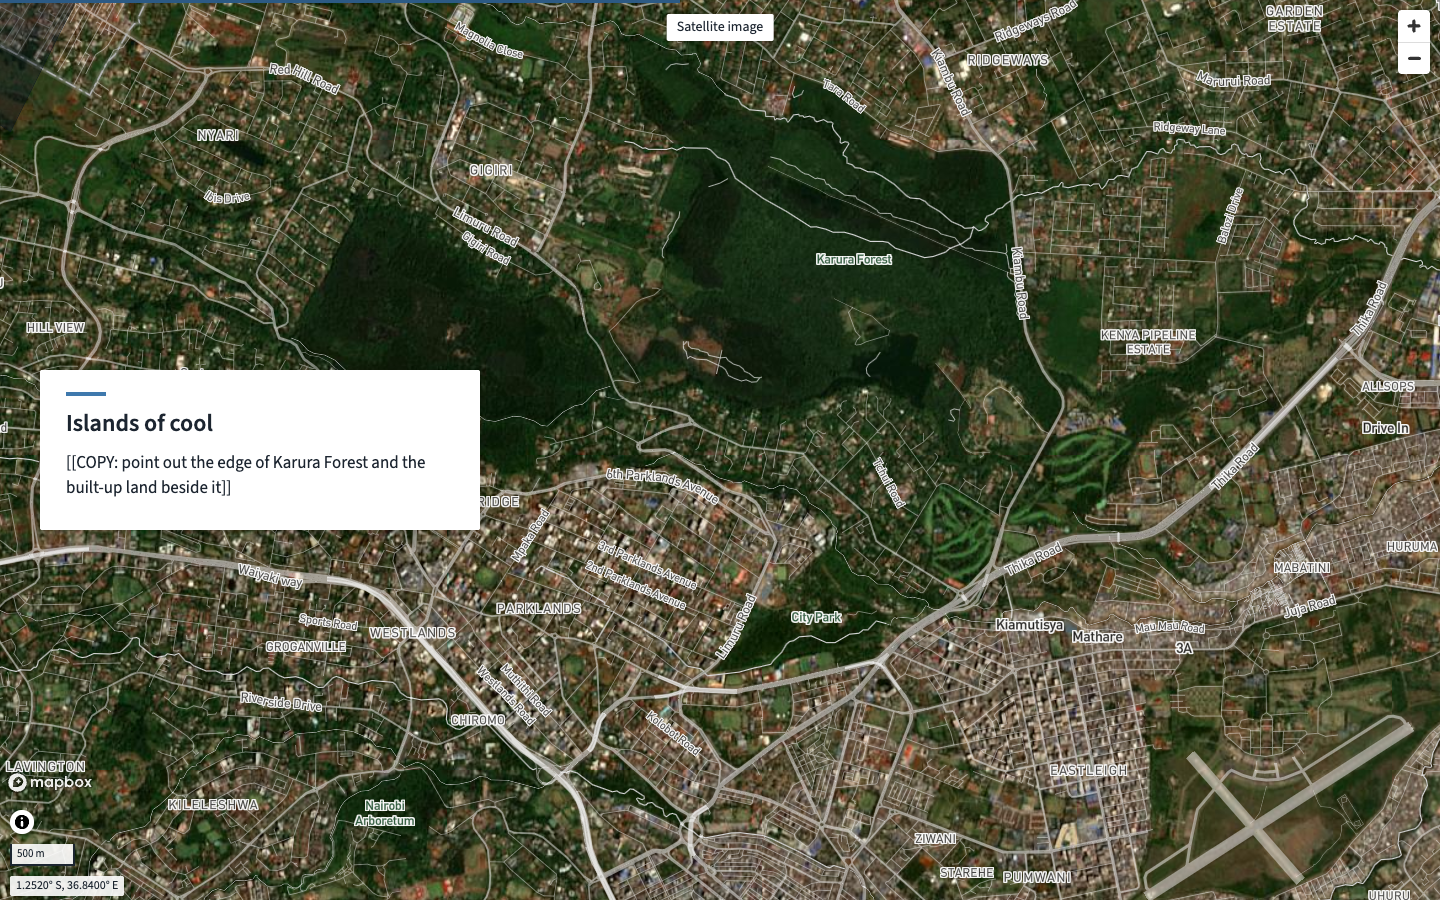 Satellite image
GARDEN
ESTATE
Magnolia Close
Ridgeways Road
RIDGEWAYS
Red Hill Road
Kiambu Road
Marurui Road
Tara Road
NYARI
Ridgeway Lane
GIGIRI
Ibis Drive
Limuru Road
Gigiri Road
Balozi Drive
Karura Forest
Kiambu Road
Thika Road
HILL VIEW
KENYA PIPELINE
ESTATE
ALLSOPS
Islands of cool
[[COPY: point out the edge of Karura Forest and the
built-up land beside it]]
Drive In
Thika Road
6th Parklands Avenue
Tchui Road
RIDGE
Mpaka Road
3rd Parklands Avenue
2nd Parklands Avenue
Thika Road
HURUMA
MABATINI
Waiyaki way
Juja Road
PARKLANDS
Limuru Road
City Park
Sports Road
WESTLANDS
Kiamutisya
Mathare
Mau Mau Road
3A
GROGANVILLE
Muthithi Road
Westlands Road
Riverside Drive
CHIROMO
Kolobot Road
LAVINGTON
mapbox
EASTLEIGH
KILELESHWA
Nairobi
Arboretum
ZIWANI
500 m
STAREHE
PUMWANI
1.2520° S, 36.8400° E
UHURU